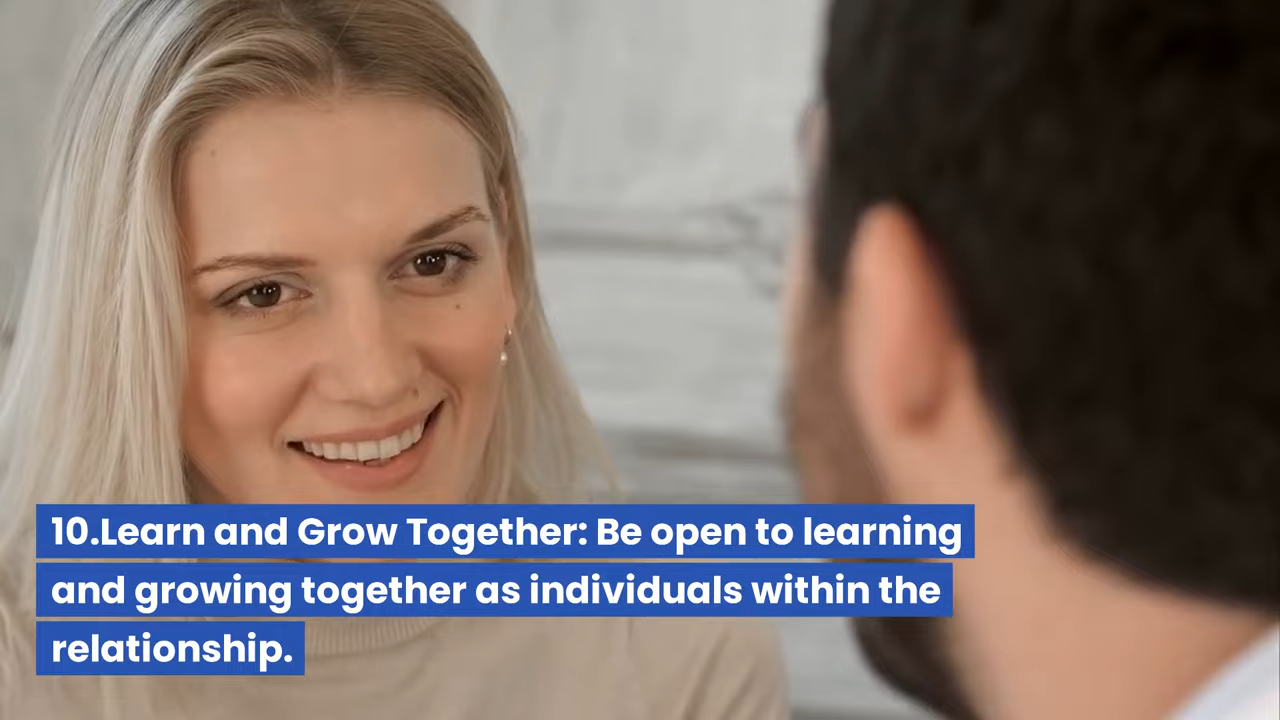 10.Learn and Grow Together: Be open to learning
and growing together as individuals within the
relationship.